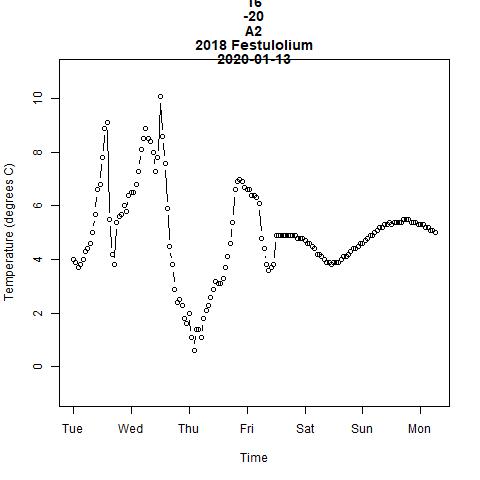 16
-20
A2
2018 Festulolium
2020-01-13
Temperature (degrees C)
10
8
6
4
2
0
Tue Wed Thu Fri Sat Sun Mon
Time